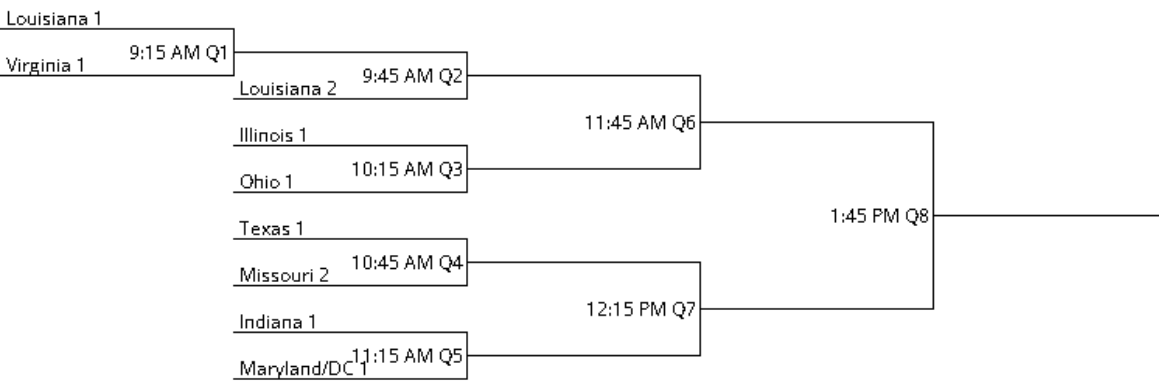 Louisiana 1
9:15 AM Q1
Virginia 1
9:45 AM Q2
Louisiana 2
11:45 AM Q6
Illinois 1
10:15 AM Q3
Ohio 1
1:45 PM Q8
Texas 1
10:45 AM Q4
Missouri 2
12:15 PM Q7
Indiana 1
11:15 AM Q5
Maryland/DC 1